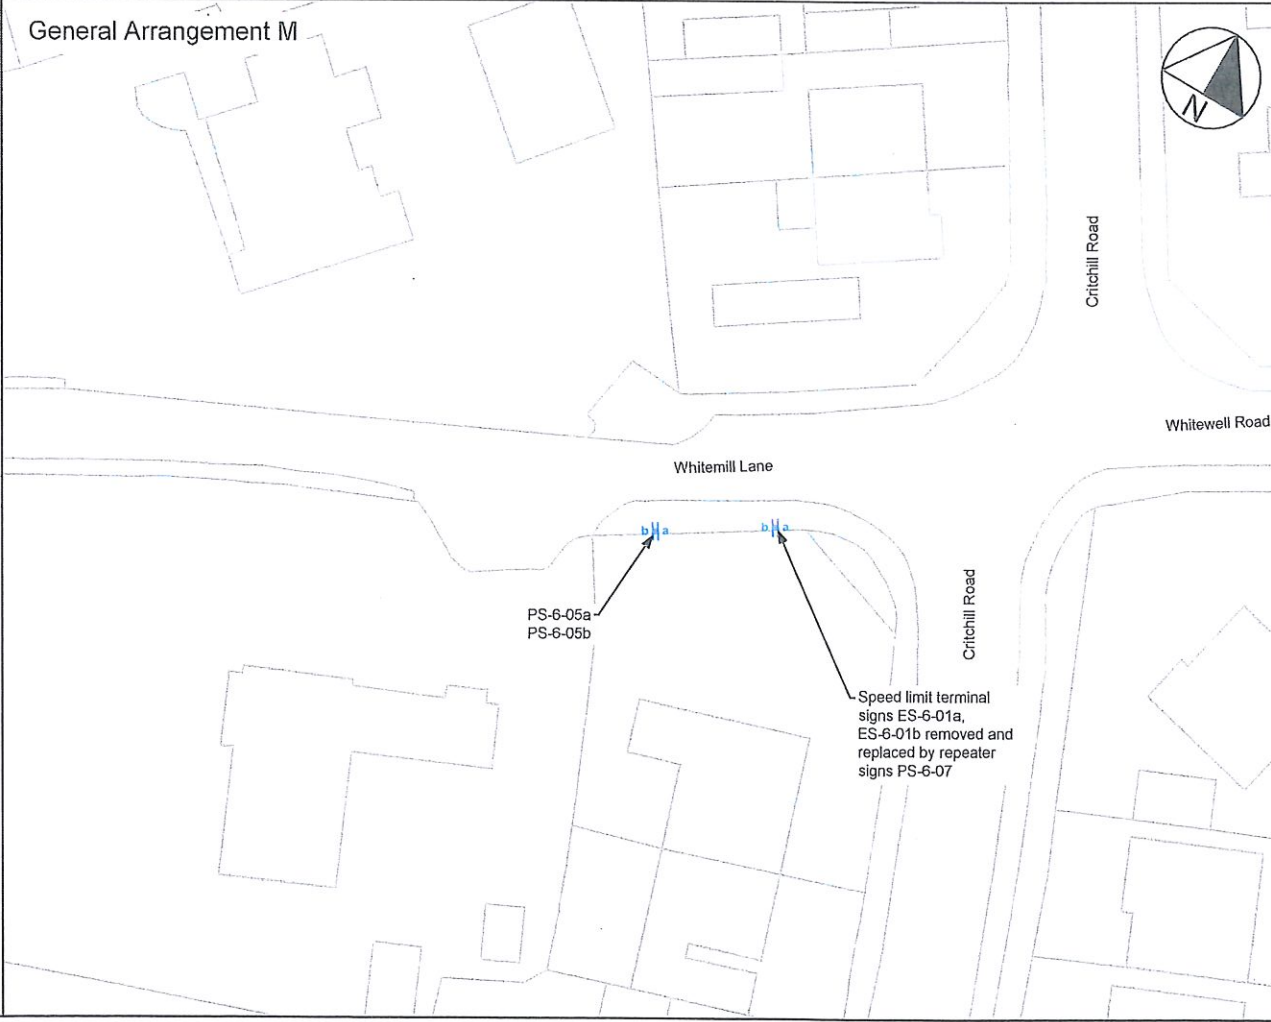 General Arrangement M
N
Critchill Road
Whitewell Road
Whitemill Lane
b a
b a
PS-6-05a
PS-6-05b
Critchill Road
Speed limit terminal
signs ES-6-01a,
ES-6-01b removed and
replaced by repeater
signs PS-6-07